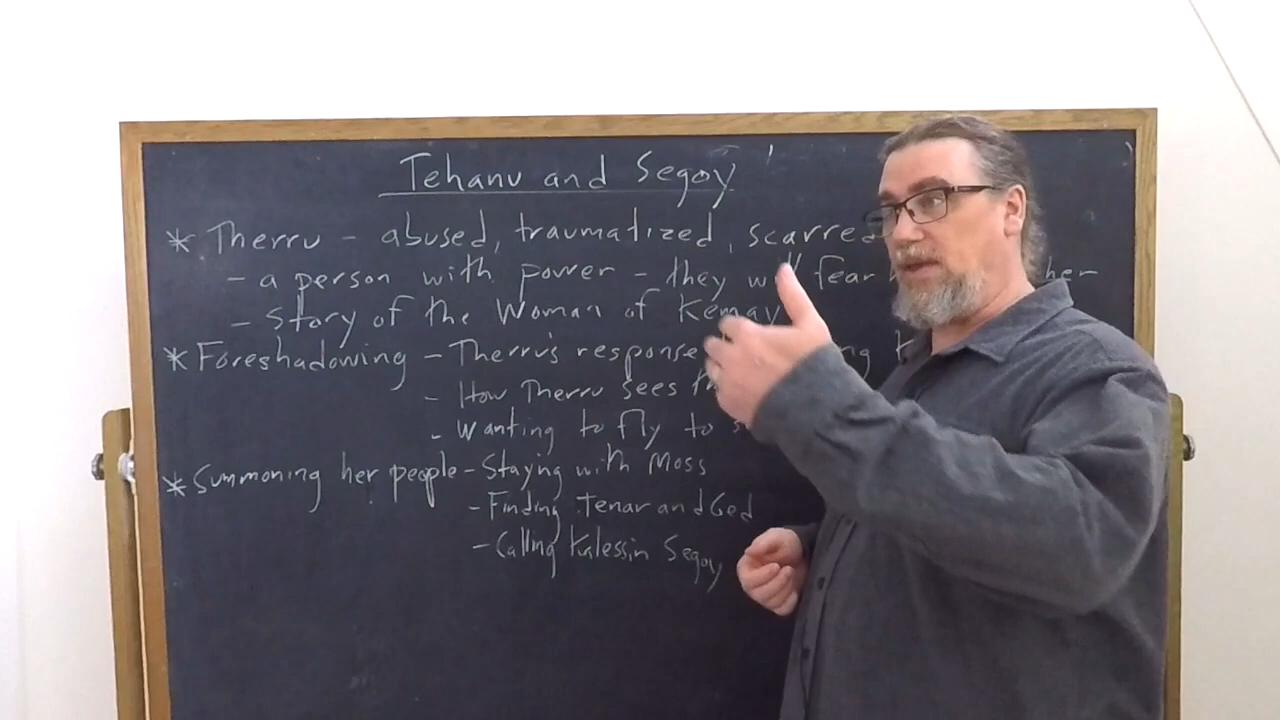 Tehanu and Segoy
* Therru - abused, traumatized, scarred
- a person with power - they will fear her
- Story of the Woman of Kemay
* Foreshadowing - Therru's response
- How Therru sees
- Wanting to fly to
* Summoning her people - Staying with Moss
- Finding Tenar and Ged
- Calling Kalessin Segoy